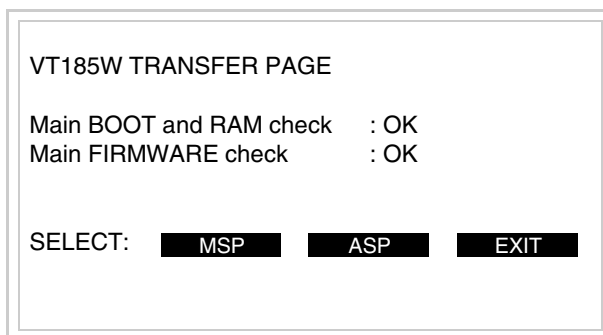 VT185W TRANSFER PAGE
Main BOOT and RAM check : OK
Main FIRMWARE check : OK
SELECT: MSP ASP EXIT